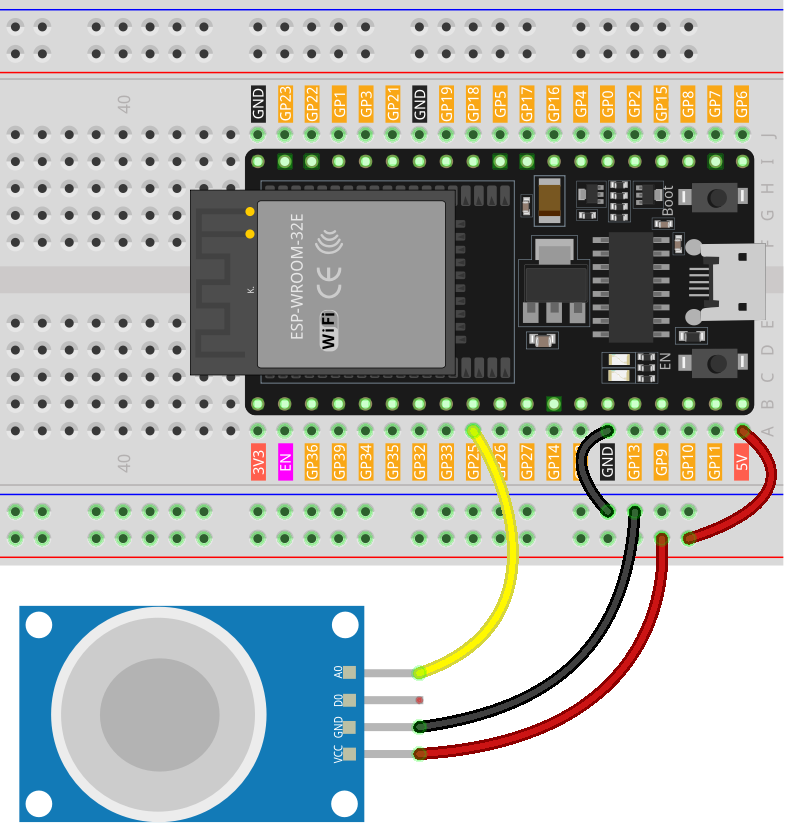 40
GND GP23 GP22 GP1 GP3 GP21 GND GP19 GP18 GP5 GP17 GP16 GP4 GP0 GP2 GP15 GP8 GP7 GP6
J
I
H
G
F
E
D
C
B
A
ESP-WROOM-32E
CE
WiFi
K.
Boot
EN
3V3 EN GP36 GP39 GP34 GP35 GP32 GP33 GP25 GP26 GP27 GP14 GND GP13 GP9 GP10 GP11 5V
40
A0
D0
GND
VCC